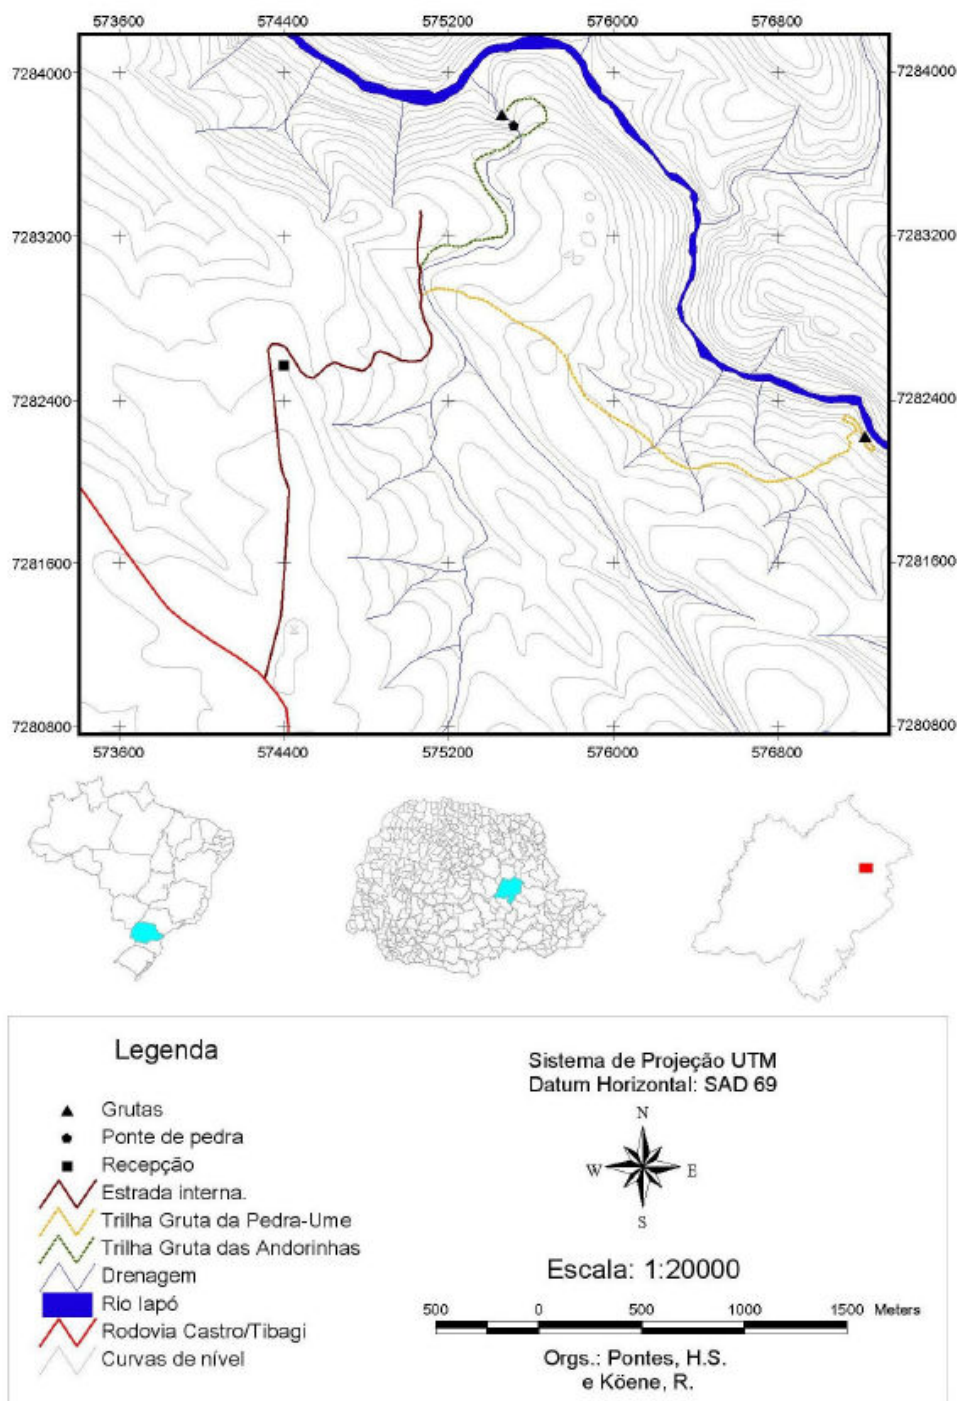 573600 574400 575200 576000 576800
7284000 7284000
7283200 7283200
7282400 7282400
7281600 7281600
7280800 7280800
573600 574400 575200 576000 576800
Legenda
Grutas
Ponte de pedra
Recepção
Estrada interna.
Trilha Gruta da Pedra-Ume
Trilha Gruta das Andorinhas
Drenagem
Rio Iapó
Rodovia Castro/Tibagi
Curvas de nível
Sistema de Projeção UTM
Datum Horizontal: SAD 69
N
W E
S
Escala: 1:20000
500 0 500 1000 1500 Meters
Orgs.: Pontes, H.S.
e Köene, R.